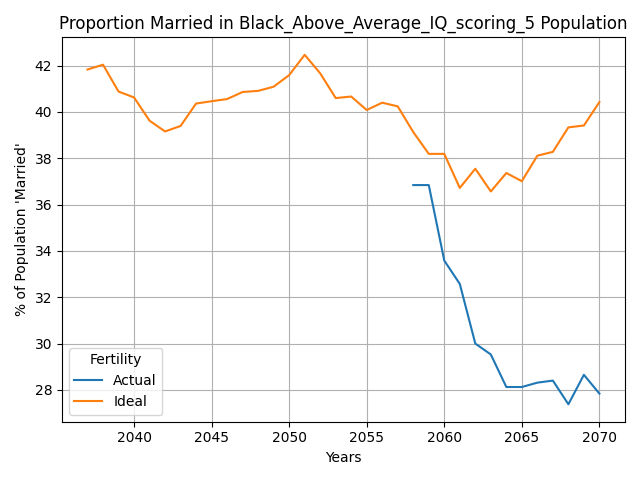 Proportion Married in Black_Above_Average_IQ_scoring_5 Population
% of Population 'Married'
42
40
38
36
34
32
30
28
Fertility
Actual
Ideal
2040 2045 2050 2055 2060 2065 2070
Years